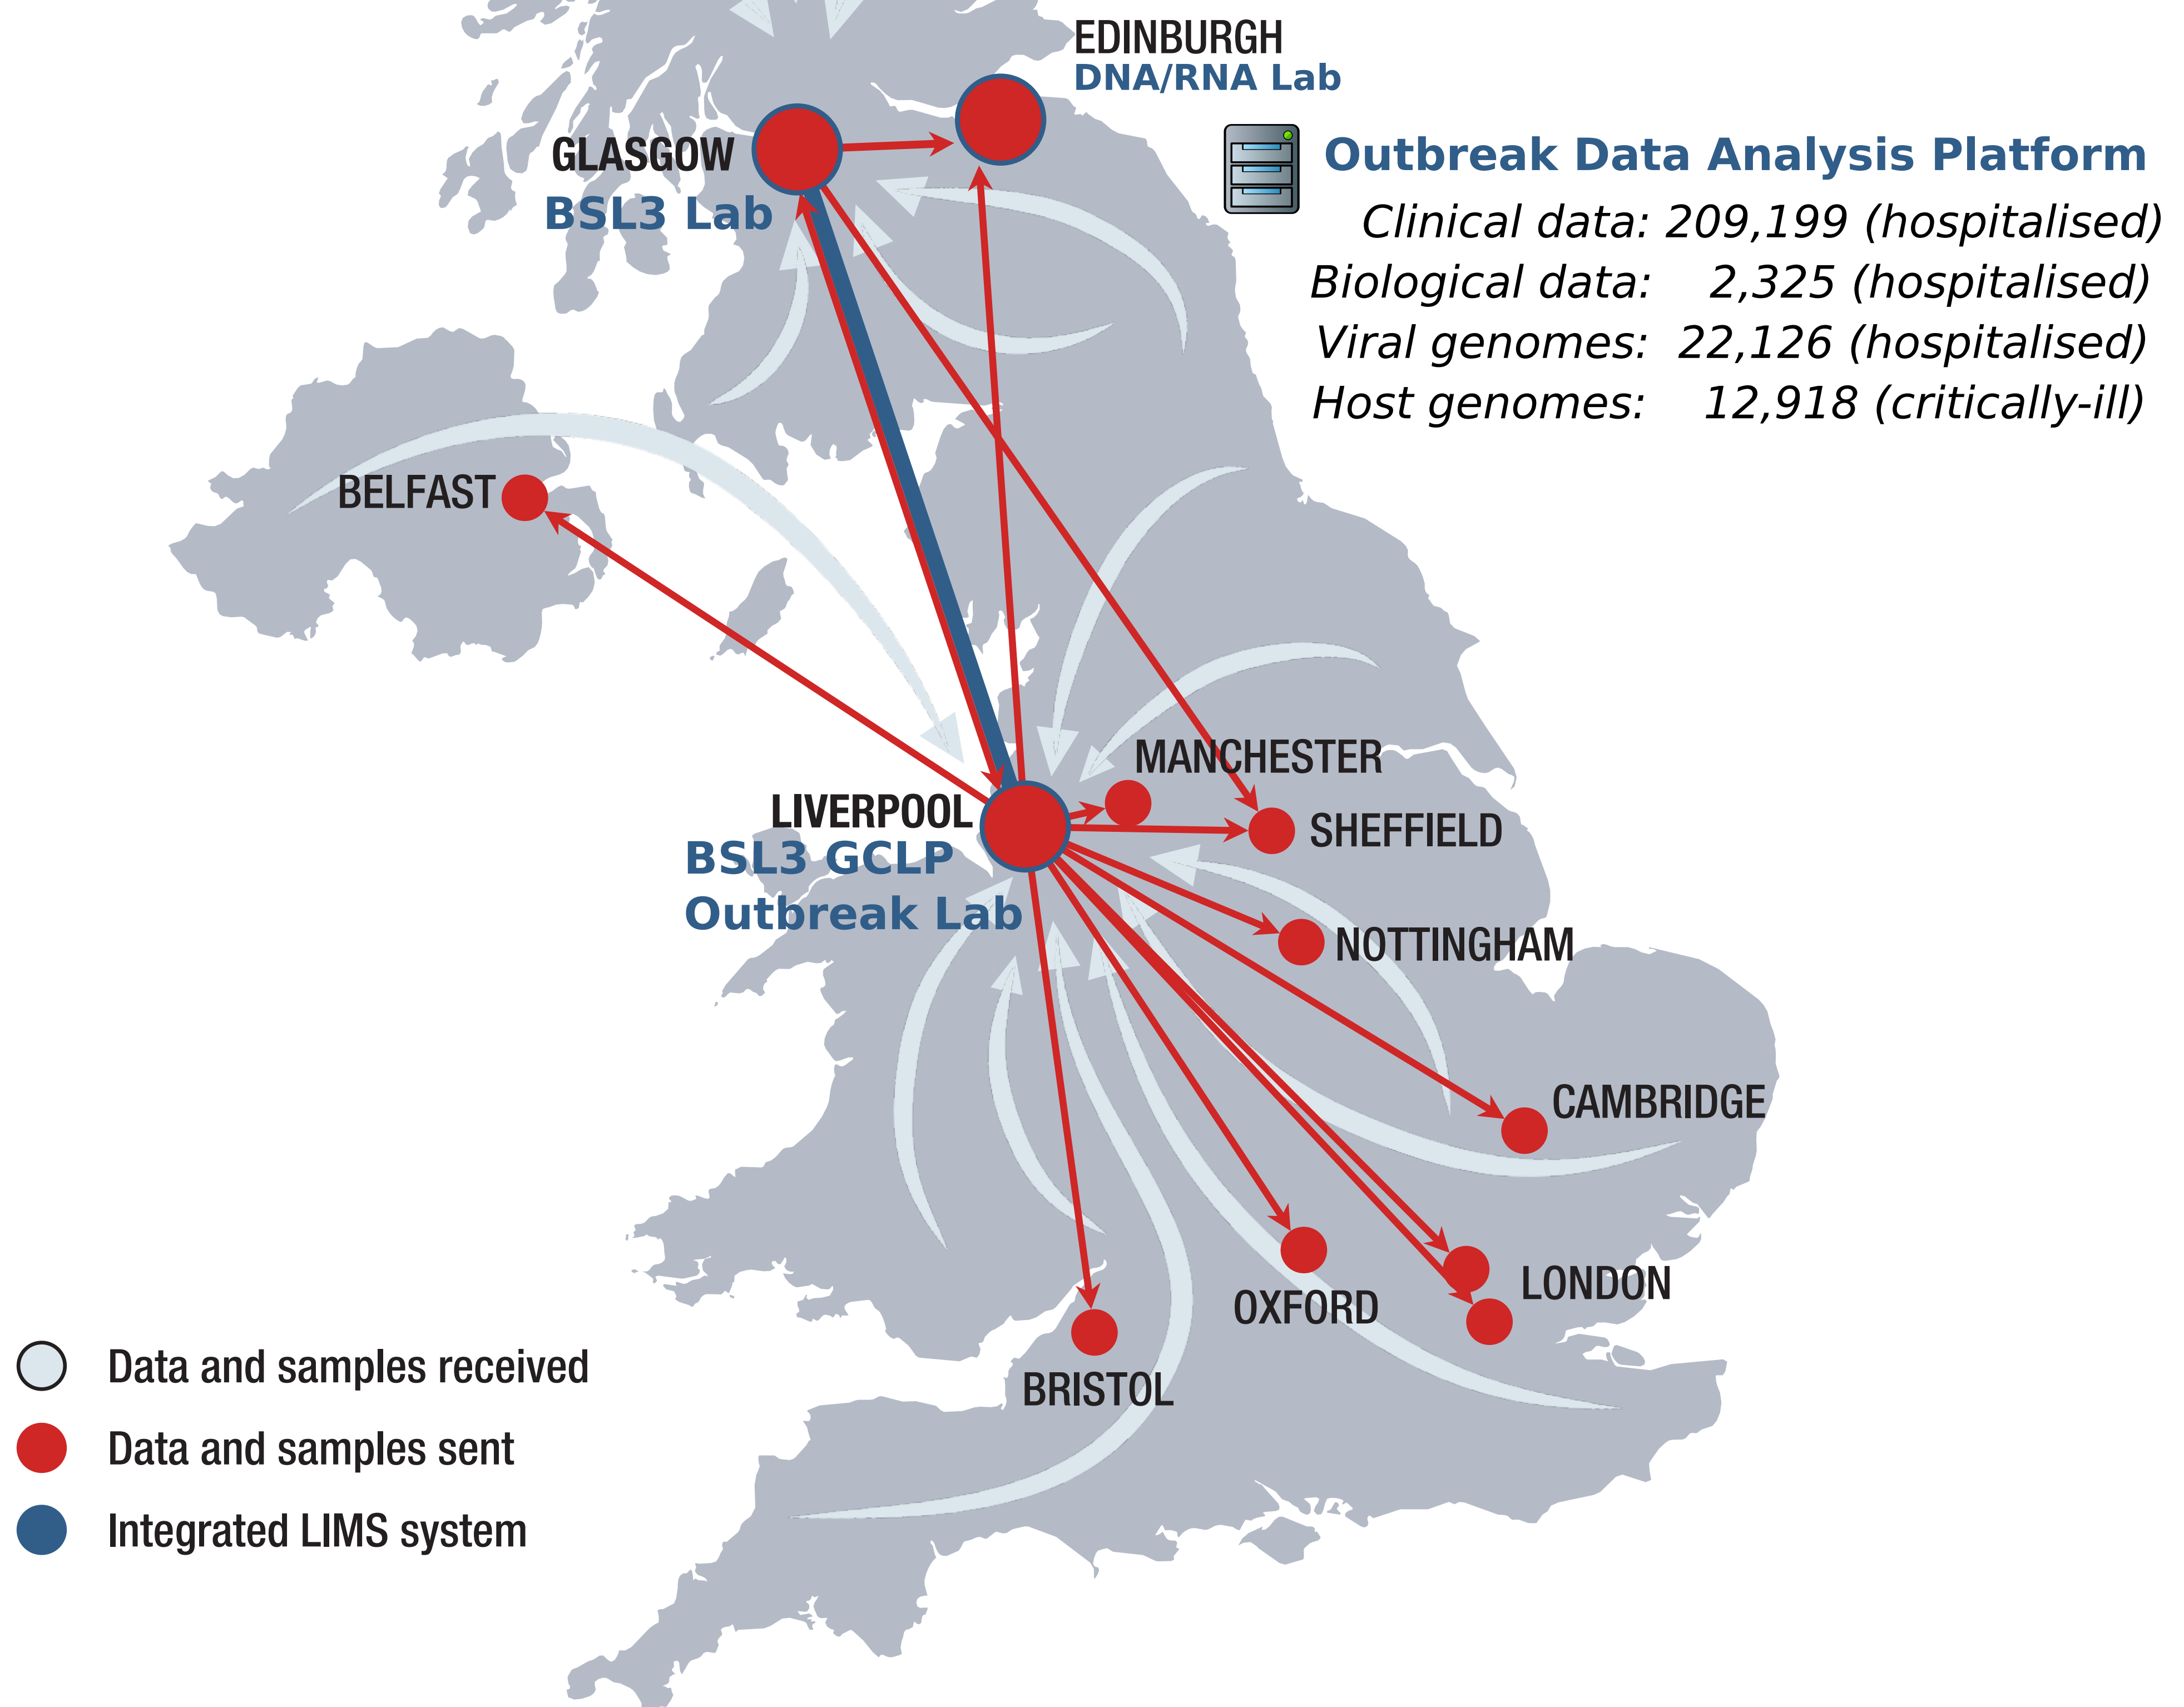 EDINBURGH
DNA/RNA Lab
GLASGOW
BSL3 Lab
Outbreak Data Analysis Platform
Clinical data: 209,199 (hospitalised)
Biological data: 2,325 (hospitalised)
Viral genomes: 22,126 (hospitalised)
Host genomes: 12,918 (critically-ill)
BELFAST
MANCHESTER
LIVERPOOL
BSL3 GCLP
Outbreak Lab
SHEFFIELD
NOTTINGHAM
CAMBRIDGE
LONDON
OXFORD
BRISTOL
Data and samples received
Data and samples sent
Integrated LIMS system